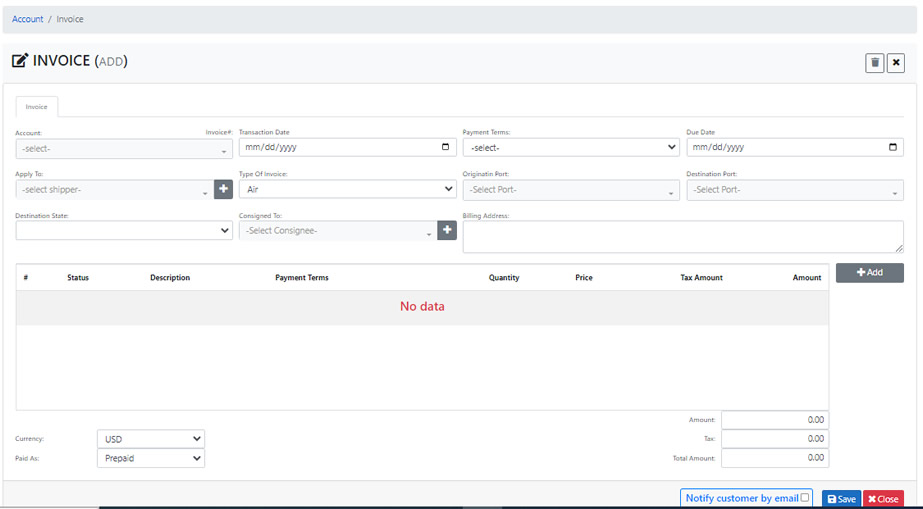 Account / Invoice
INVOICE (ADD)
Invoice
Account: Invoice#: Transaction Date Payment Terms: Due Date
-select- mm/dd/yyyy -select- mm/dd/yyyy
Apply To: Type Of Invoice: Originatin Port: Destination Port:
-select shipper- Air -Select Port- -Select Port-
Destination State: Consigned To: Billing Address:
-Select Consignee-
# Status Description Payment Terms Quantity Price Tax Amount Amount Add
No data
Amount: 0.00
Currency: USD Tax: 0.00
Paid As: Prepaid Total Amount: 0.00
Notify customer by email Save Close